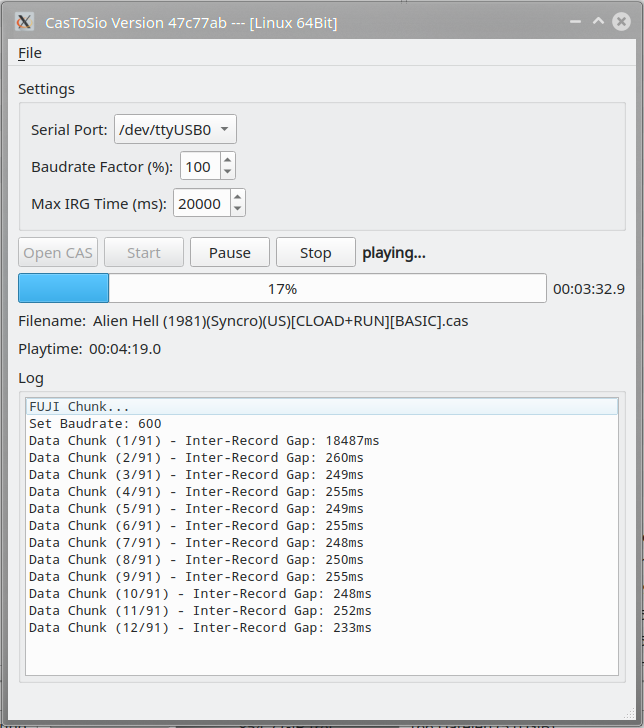 CasToSio Version 47c77ab --- [Linux 64Bit]
File
Settings
Serial Port: /dev/ttyUSB0
Baudrate Factor (%): 100
Max IRG Time (ms): 20000
Open CAS Start Pause Stop playing...
17% 00:03:32.9
Filename: Alien Hell (1981)(Syncro)(US)[CLOAD+RUN][BASIC].cas
Playtime: 00:04:19.0
Log
FUJI Chunk...
Set Baudrate: 600
Data Chunk (1/91) - Inter-Record Gap: 18487ms
Data Chunk (2/91) - Inter-Record Gap: 260ms
Data Chunk (3/91) - Inter-Record Gap: 249ms
Data Chunk (4/91) - Inter-Record Gap: 255ms
Data Chunk (5/91) - Inter-Record Gap: 249ms
Data Chunk (6/91) - Inter-Record Gap: 255ms
Data Chunk (7/91) - Inter-Record Gap: 248ms
Data Chunk (8/91) - Inter-Record Gap: 250ms
Data Chunk (9/91) - Inter-Record Gap: 255ms
Data Chunk (10/91) - Inter-Record Gap: 248ms
Data Chunk (11/91) - Inter-Record Gap: 252ms
Data Chunk (12/91) - Inter-Record Gap: 233ms